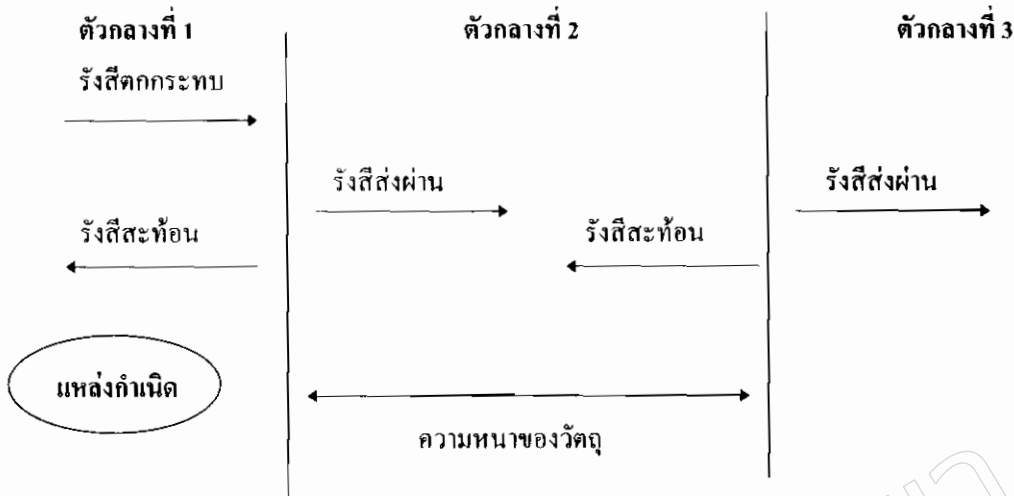 ตัวกลางที่ 1 ตัวกลางที่ 2 ตัวกลางที่ 3
รังสีตกกระทบ
รังสีส่งผ่าน รังสีส่งผ่าน
รังสีสะท้อน รังสีสะท้อน
แหล่งกำเนิด
ความหนาของวัตถุ